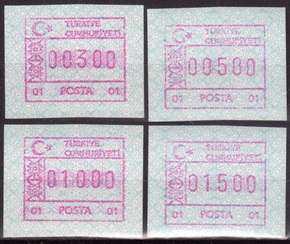 TÜRKİYE
CUMHURİYETİ
00300
01 POSTA 01
TÜRKİYE
CUMHURİYETİ
00500
01 POSTA 01
TÜRKİYE
CUMHURİYETİ
01000
01 POSTA 01
TÜRKİYE
CUMHURİYETİ
01500
01 POSTA 01